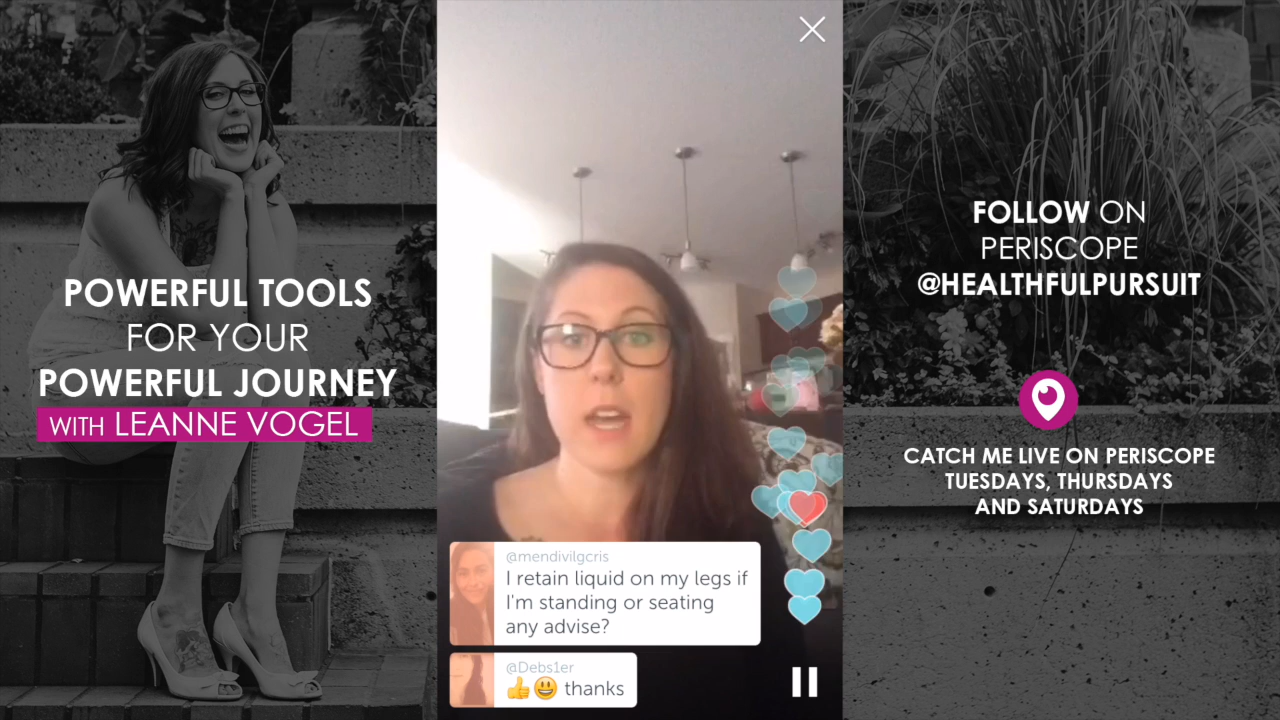 POWERFUL TOOLS
FOR YOUR
POWERFUL JOURNEY
WITH LEANNE VOGEL
@mendivilgcris
I retain liquid on my legs if
I'm standing or seating
any advise?
@Debs1er
👍😃 thanks
FOLLOW ON
PERISCOPE
@HEALTHFULPURSUIT
CATCH ME LIVE ON PERISCOPE
TUESDAYS, THURSDAYS
AND SATURDAYS